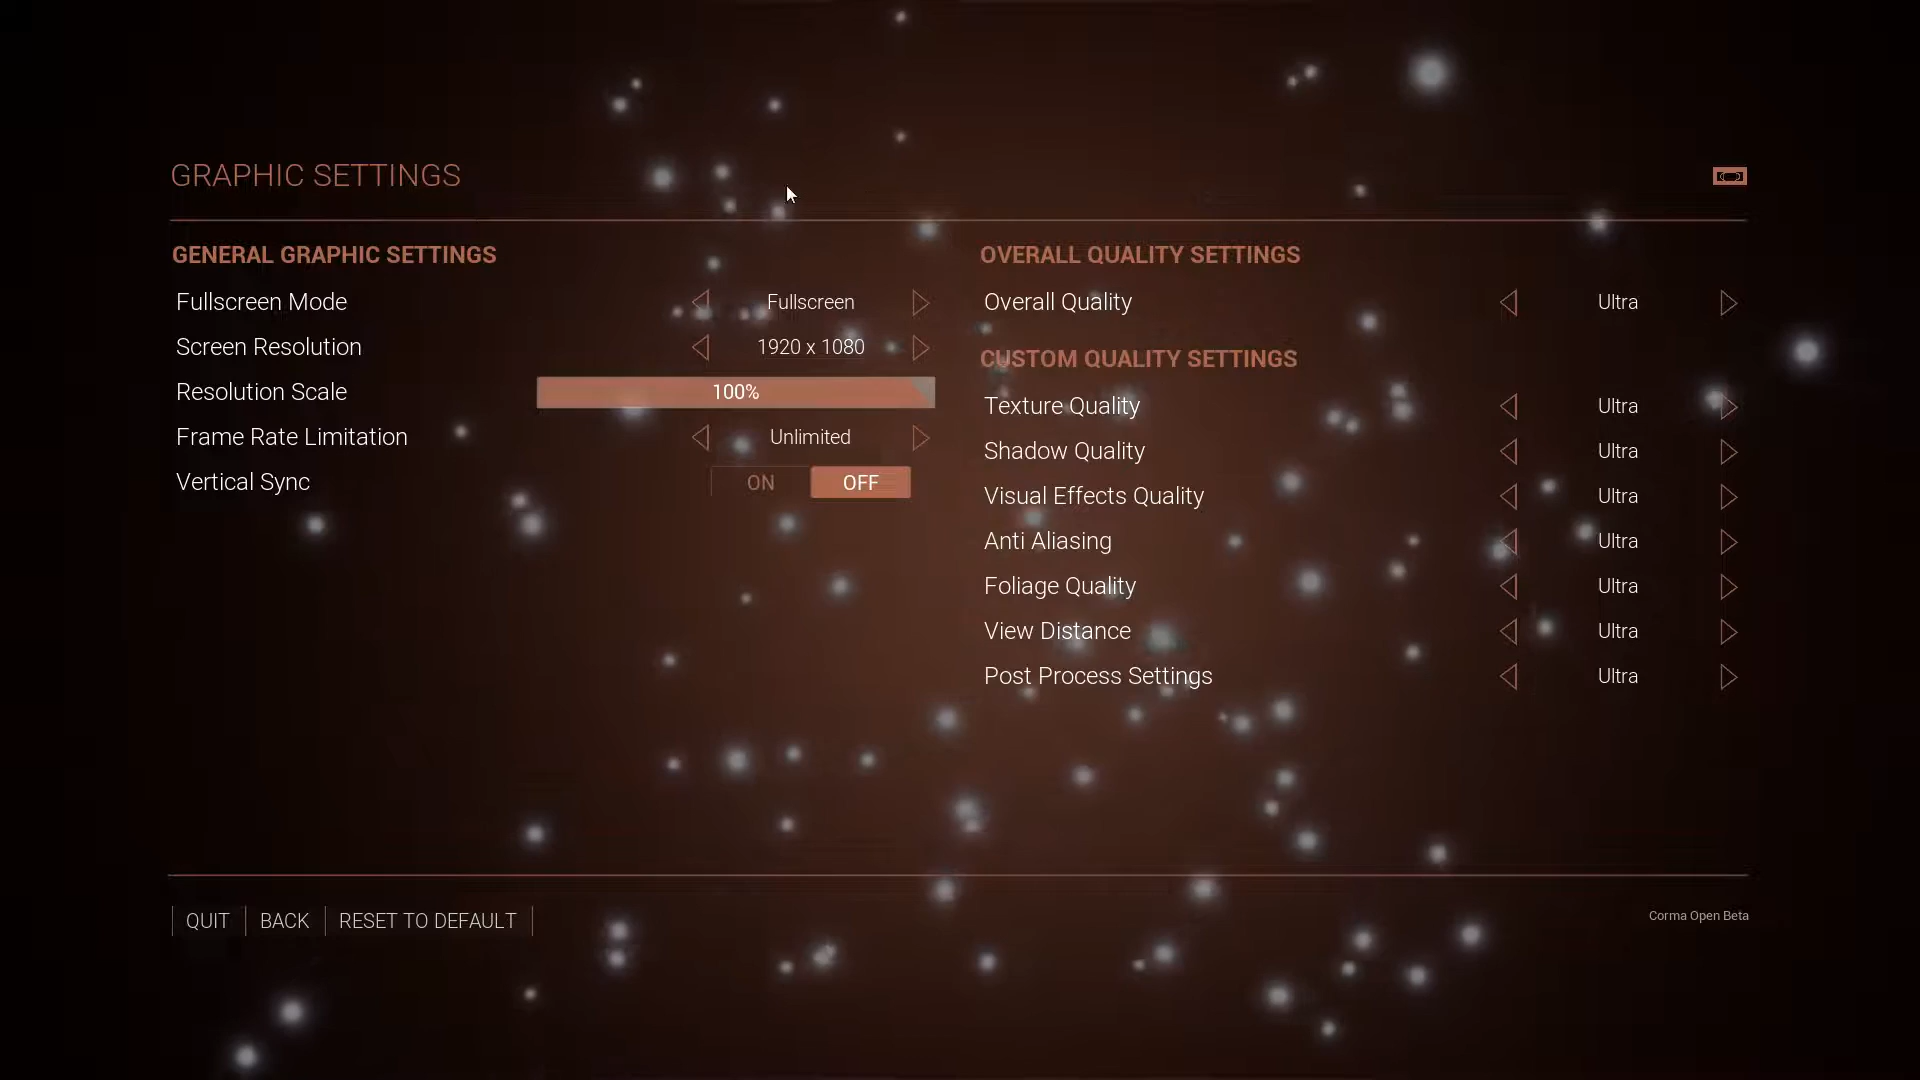 GRAPHIC SETTINGS
GENERAL GRAPHIC SETTINGS
Fullscreen Mode Fullscreen
Screen Resolution 1920 x 1080
Resolution Scale 100%
Frame Rate Limitation Unlimited
Vertical Sync ON OFF
OVERALL QUALITY SETTINGS
Overall Quality Ultra
CUSTOM QUALITY SETTINGS
Texture Quality Ultra
Shadow Quality Ultra
Visual Effects Quality Ultra
Anti Aliasing Ultra
Foliage Quality Ultra
View Distance Ultra
Post Process Settings Ultra
QUIT BACK RESET TO DEFAULT
Corma Open Beta